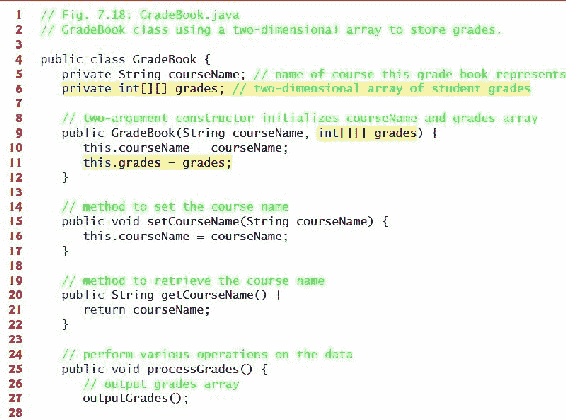 1 // Fig. 7.18: GradeBook.java
2 // GradeBook class using a two-dimensional array to store grades.
3
4 public class GradeBook {
5 private String courseName; // name of course this grade book represents
6 private int[][] grades; // two-dimensional array of student grades
7
8 // two-argument constructor initializes courseName and grades array
9 public GradeBook(String courseName, int[][] grades) {
10 this.courseName = courseName;
11 this.grades = grades;
12 }
13
14 // method to set the course name
15 public void setCourseName(String courseName) {
16 this.courseName = courseName;
17 }
18
19 // method to retrieve the course name
20 public String getCourseName() {
21 return courseName;
22 }
23
24 // perform various operations on the data
25 public void processGrades() {
26 // output grades array
27 outputGrades();
28